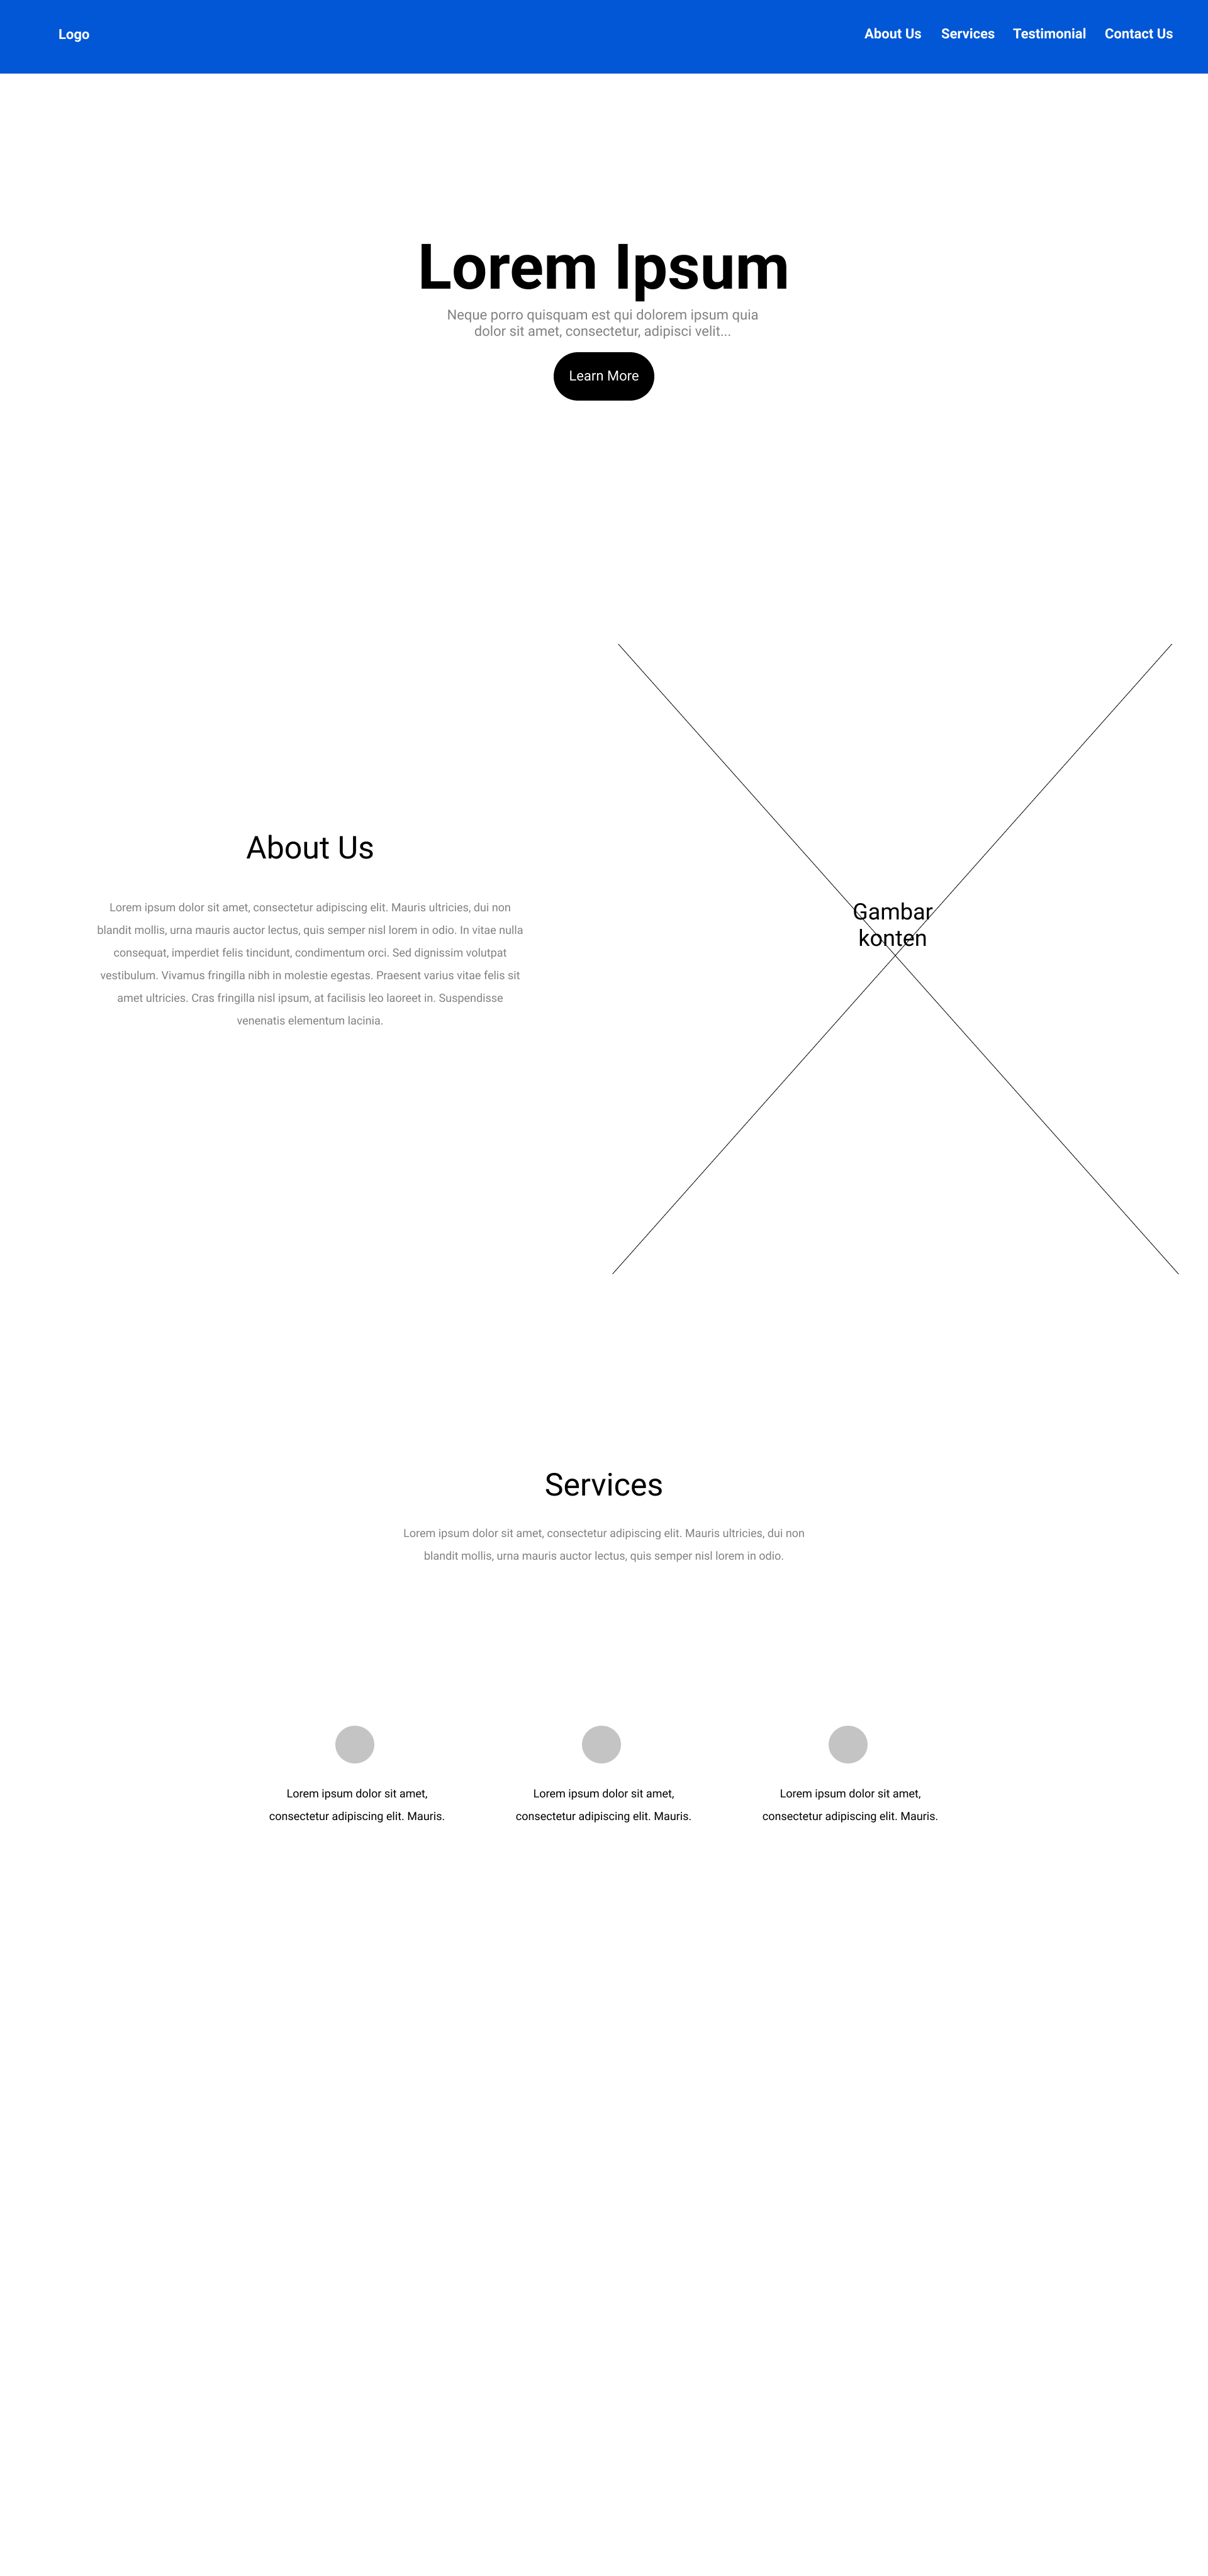 Logo
About Us
Services
Testimonial
Contact Us
Lorem Ipsum
Neque porro quisquam est qui dolorem ipsum quia
dolor sit amet, consectetur, adipisci velit...
Learn More
About Us
Lorem ipsum dolor sit amet, consectetur adipiscing elit. Mauris ultricies, dui non
blandit mollis, urna mauris auctor lectus, quis semper nisl lorem in odio. In vitae nulla
consequat, imperdiet felis tincidunt, condimentum orci. Sed dignissim volutpat
vestibulum. Vivamus fringilla nibh in molestie egestas. Praesent varius vitae felis sit
amet ultricies. Cras fringilla nisl ipsum, at facilisis leo laoreet in. Suspendisse
venenatis elementum lacinia.
Gambar
konten
Services
Lorem ipsum dolor sit amet, consectetur adipiscing elit. Mauris ultricies, dui non
blandit mollis, urna mauris auctor lectus, quis semper nisl lorem in odio.
Lorem ipsum dolor sit amet,
consectetur adipiscing elit. Mauris.
Lorem ipsum dolor sit amet,
consectetur adipiscing elit. Mauris.
Lorem ipsum dolor sit amet,
consectetur adipiscing elit. Mauris.